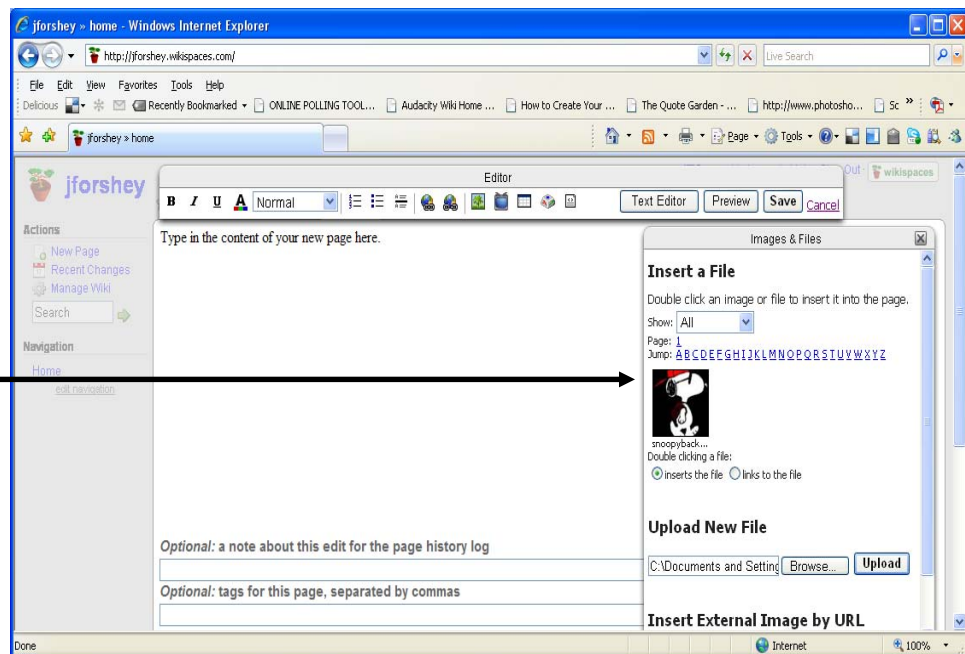 jforshey » home - Windows Internet Explorer
http://jforshey.wikispaces.com/
Live Search
File Edit View Favorites Tools Help
Delicious Recently Bookmarked ONLINE POLLING TOOL... Audacity Wiki Home ... How to Create Your ... The Quote Garden - ... http://www.photosho... Sc »
jforshey » home
Page Tools
jforshey
Out
wikispaces
Editor
B I U A Normal
Text Editor Preview Save Cancel
Actions
New Page
Recent Changes
Manage Wiki
Search
Navigation
Home
edit navigation
Type in the content of your new page here.
Optional: a note about this edit for the page history log
Optional: tags for this page, separated by commas
Images & Files
Insert a File
Double click an image or file to insert it into the page.
Show: All
Page: 1
Jump: A B C D E F G H I J K L M N O P Q R S T U V W X Y Z
snoopyback...
Double clicking a file:
inserts the file links to the file
Upload New File
C:\Documents and Setting Browse... Upload
Insert External Image by URL
Done
Internet
100%